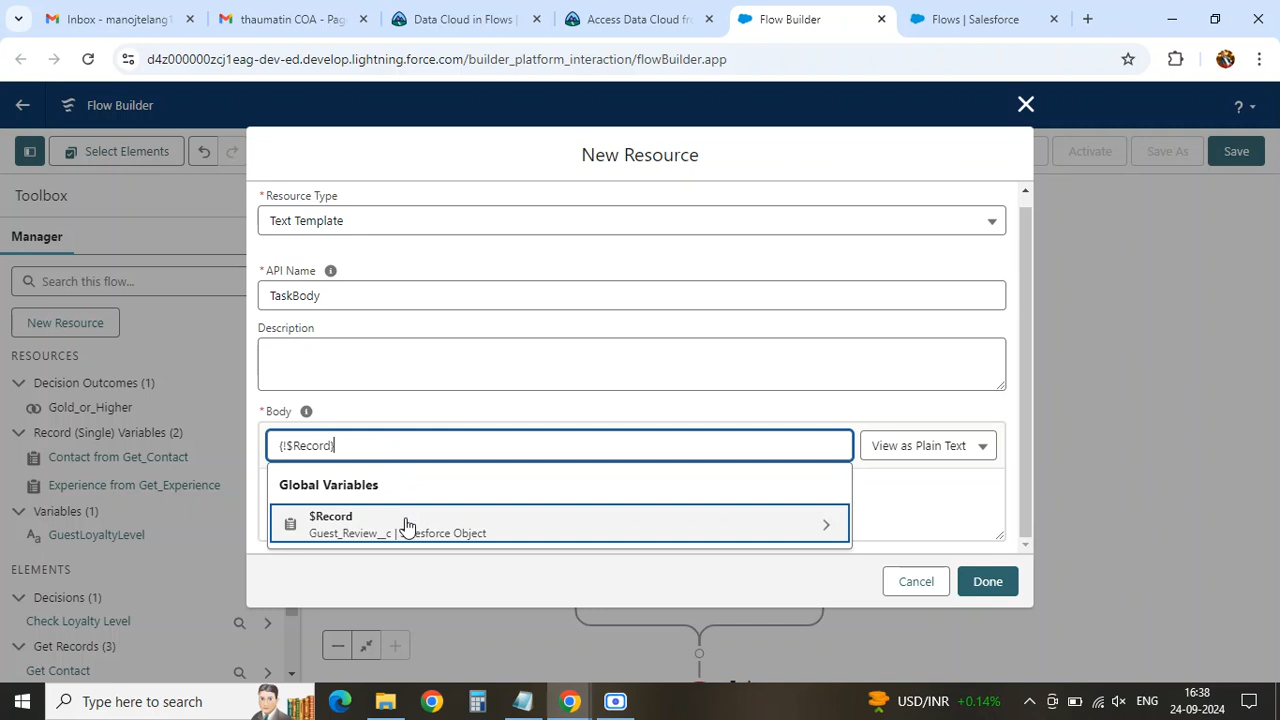 Inbox - manojtelang1
thaumatin COA - Page
Data Cloud in Flows |
Access Data Cloud fro
Flow Builder
Flows | Salesforce
d4z000000zcj1eag-dev-ed.develop.lightning.force.com/builder_platform_interaction/flowBuilder.app
Flow Builder
?
Select Elements
New Resource
Activate
Save As
Save
Toolbox
Manager
Search this flow...
New Resource
RESOURCES
Decision Outcomes (1)
Gold_or_Higher
Record (Single) Variables (2)
Contact from Get_Contact
Experience from Get_Experience
Variables (1)
GuestLoyaltyLevel
ELEMENTS
Decisions (1)
Check Loyalty Level
Get Records (3)
Get Contact
* Resource Type
Text Template
* API Name
TaskBody
Description
* Body
{!$Record}
View as Plain Text
Global Variables
$Record
Guest_Review__c | Salesforce Object
Cancel
Done
Type here to search
USD/INR +0.14%
ENG
16:38
24-09-2024